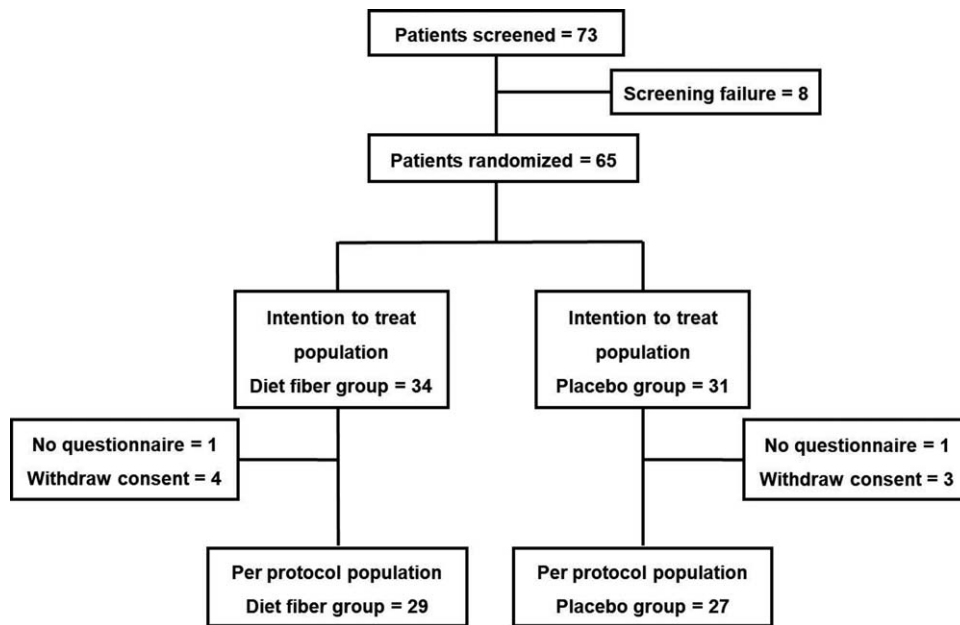 Patients screened = 73
Screening failure = 8
Patients randomized = 65
Intention to treat
population
Diet fiber group = 34
Intention to treat
population
Placebo group = 31
No questionnaire = 1
Withdraw consent = 4
No questionnaire = 1
Withdraw consent = 3
Per protocol population
Diet fiber group = 29
Per protocol population
Placebo group = 27